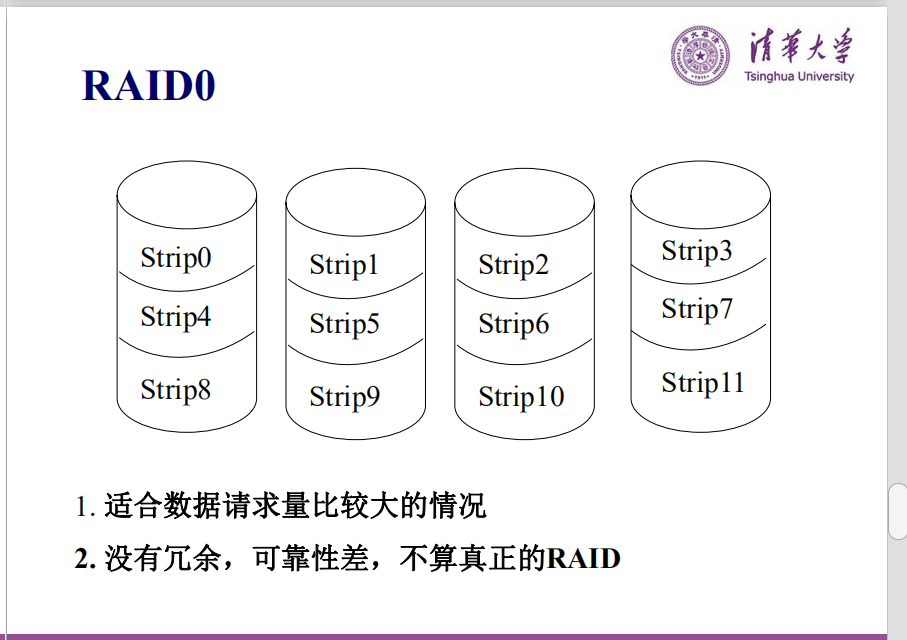 清華大学
Tsinghua University
RAID0
Strip0
Strip1
Strip2
Strip3
Strip4
Strip5
Strip6
Strip7
Strip8
Strip9
Strip10
Strip11
1. 适合数据请求量比较大的情况
2. 没有冗余，可靠性差，不算真正的RAID